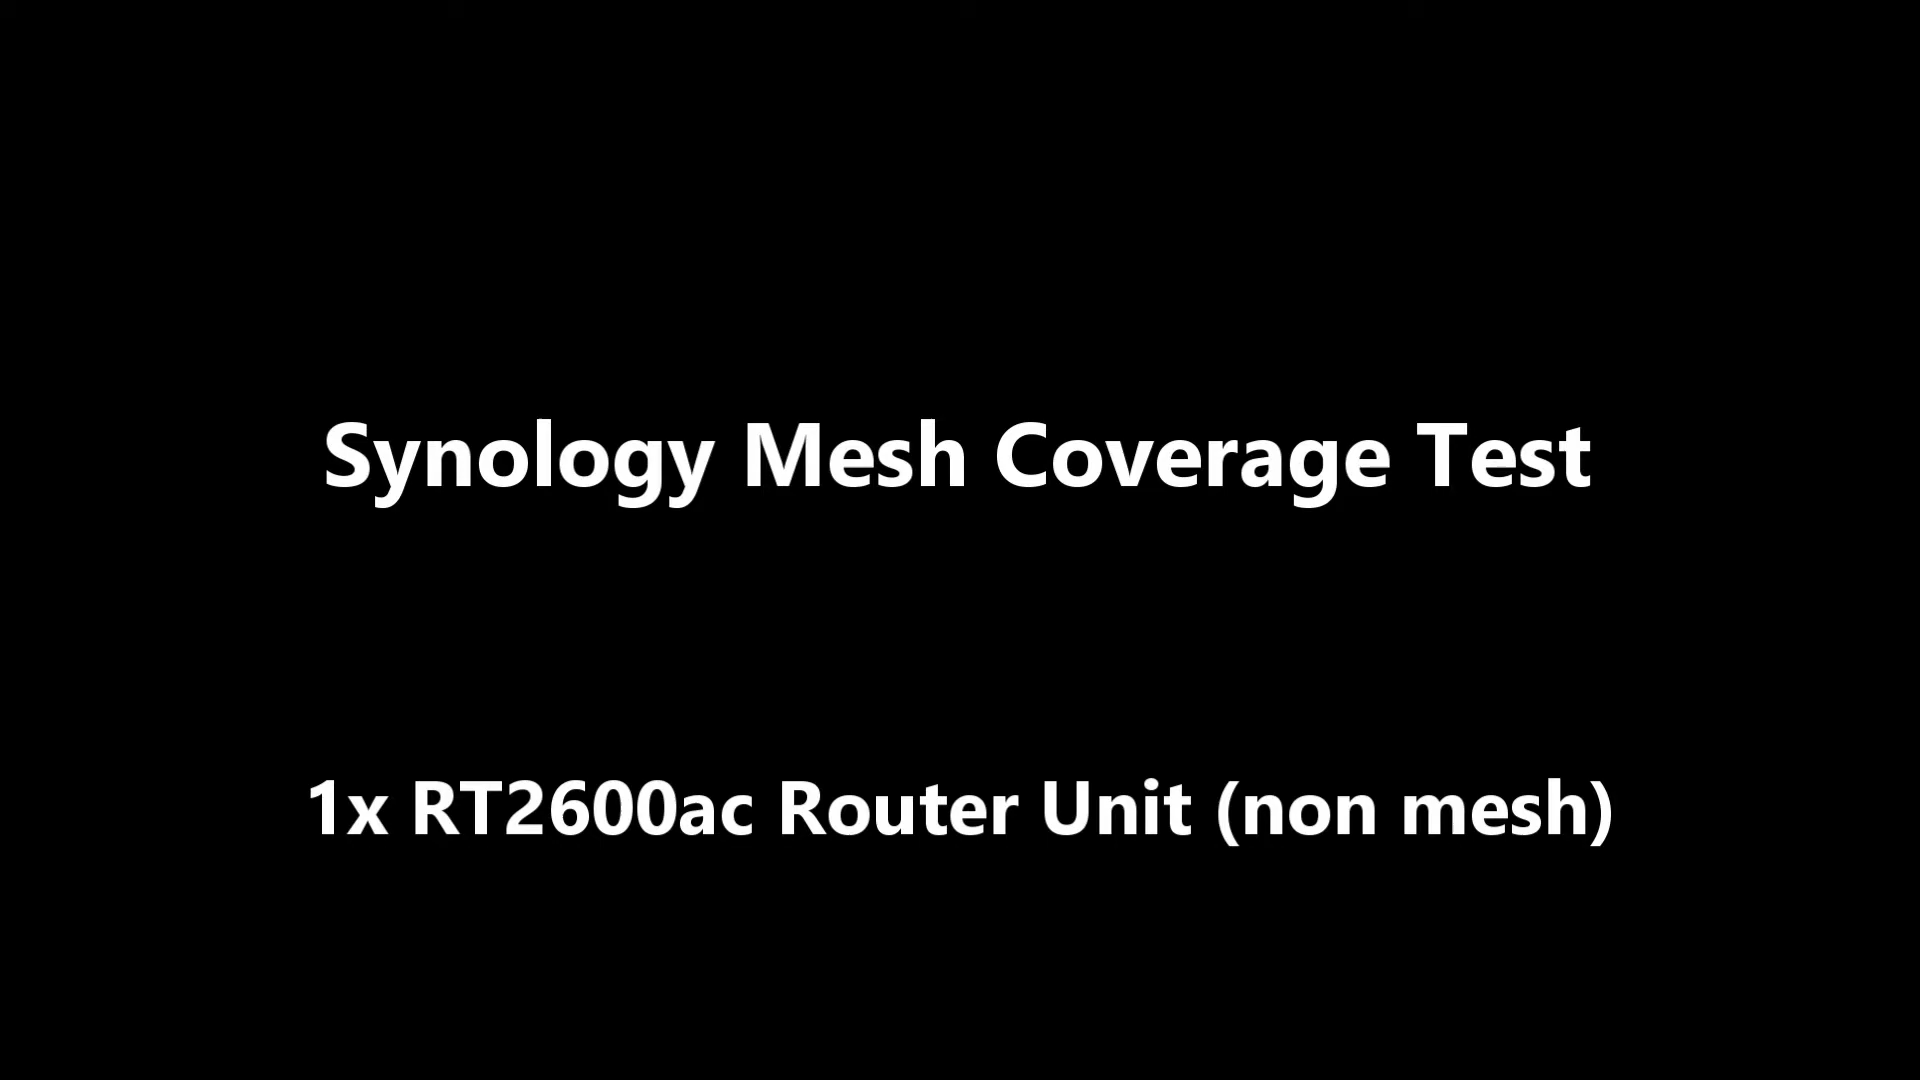 Synology Mesh Coverage Test
1x RT2600ac Router Unit (non mesh)